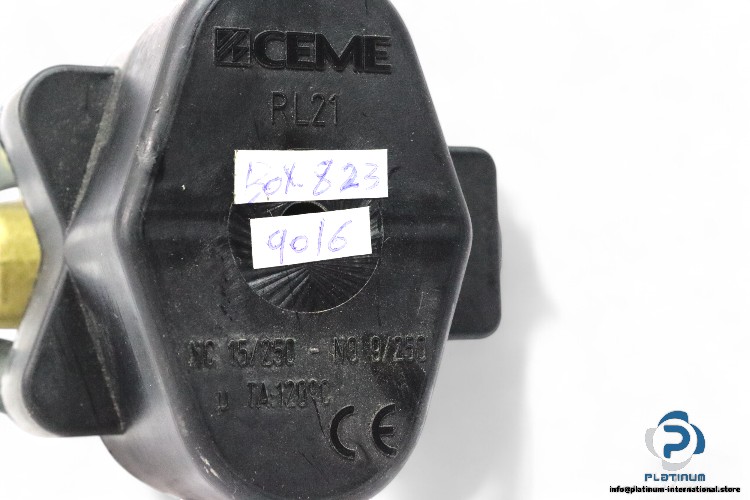 CEME
RL21
Box-823
9016
NC 15/250 - NO 9/250
µ TA:120°C
CE
PLATINUM
info@platinum-international.store